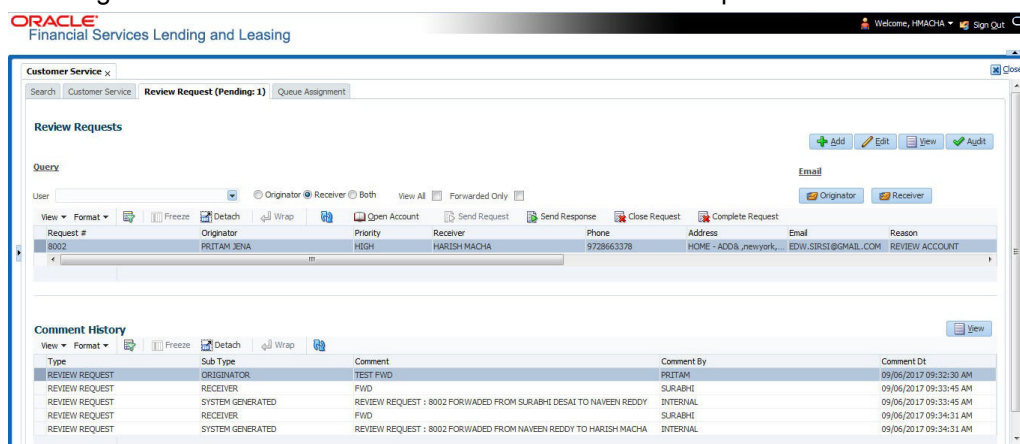 ORACLE
Financial Services Lending and Leasing
Welcome, HMACHA Sign Out
Customer Service x
Close
Search Customer Service Review Request (Pending: 1) Queue Assignment
Review Requests
Add Edit View Audit
Query
Email
User Originator Receiver Both View All Forwarded Only Originator Receiver
View Format Freeze Detach Wrap Open Account Send Request Send Response Close Request Complete Request
Request # Originator Priority Receiver Phone Address Email Reason
8002 PRITAM JENA HIGH HARISH MACHA 9728663378 HOME - ADD& ,newyork,... EDW.SIRSI@GMAIL.COM REVIEW ACCOUNT
Comment History
View
View Format Freeze Detach Wrap
Type Sub Type Comment Comment By Comment Dt
REVIEW REQUEST ORIGINATOR TEST FWD PRITAM 09/06/2017 09:32:30 AM
REVIEW REQUEST RECEIVER FWD SURABHI 09/06/2017 09:33:45 AM
REVIEW REQUEST SYSTEM GENERATED REVIEW REQUEST : 8002 FORWADED FROM SURABHI DESAI TO NAVEEN REDDY INTERNAL 09/06/2017 09:33:45 AM
REVIEW REQUEST RECEIVER FWD SURABHI 09/06/2017 09:34:31 AM
REVIEW REQUEST SYSTEM GENERATED REVIEW REQUEST : 8002 FORWADED FROM NAVEEN REDDY TO HARISH MACHA INTERNAL 09/06/2017 09:34:31 AM